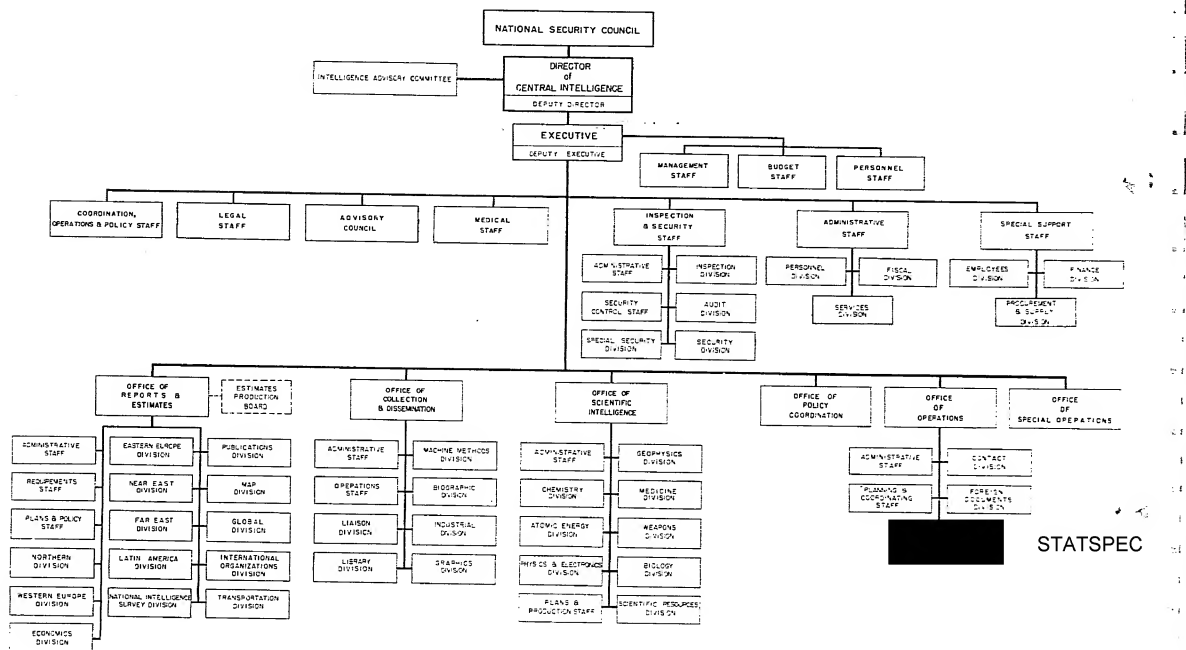 NATIONAL SECURITY COUNCIL
INTELLIGENCE ADVISORY COMMITTEE
DIRECTOR
of
CENTRAL INTELLIGENCE
DEPUTY DIRECTOR
EXECUTIVE
DEPUTY EXECUTIVE
MANAGEMENT
STAFF
BUDGET
STAFF
PERSONNEL
STAFF
COORDINATION,
OPERATIONS & POLICY STAFF
LEGAL
STAFF
ADVISORY
COUNCIL
MEDICAL
STAFF
INSPECTION
& SECURITY
STAFF
ADMINISTRATIVE
STAFF
SPECIAL SUPPORT
STAFF
ADMINISTRATIVE
STAFF
INSPECTION
DIVISION
SECURITY
CONTROL STAFF
AUDIT
DIVISION
SPECIAL SECURITY
DIVISION
SECURITY
DIVISION
PERSONNEL
DIVISION
FISCAL
DIVISION
SERVICES
DIVISION
EMPLOYEES
DIVISION
FINANCE
DIVISION
PROCUREMENT
& SUPPLY
DIVISION
OFFICE OF
REPORTS &
ESTIMATES
ESTIMATES
PRODUCTION
BOARD
OFFICE OF
COLLECTION
& DISSEMINATION
OFFICE OF
SCIENTIFIC
INTELLIGENCE
OFFICE OF
POLICY
COORDINATION
OFFICE
OF
OPERATIONS
OFFICE
OF
SPECIAL OPERATIONS
ADMINISTRATIVE
STAFF
REQUIREMENTS
STAFF
PLANS & POLICY
STAFF
NORTHERN
DIVISION
WESTERN EUROPE
DIVISION
ECONOMICS
DIVISION
EASTERN EUROPE
DIVISION
NEAR EAST
DIVISION
FAR EAST
DIVISION
LATIN AMERICA
DIVISION
NATIONAL INTELLIGENCE
SURVEY DIVISION
PUBLICATIONS
DIVISION
MAP
DIVISION
GLOBAL
DIVISION
INTERNATIONAL
ORGANIZATIONS
DIVISION
TRANSPORTATION
DIVISION
ADMINISTRATIVE
STAFF
OPERATIONS
STAFF
LIAISON
DIVISION
LIBRARY
DIVISION
MACHINE METHODS
DIVISION
BIOGRAPHIC
DIVISION
INDUSTRIAL
DIVISION
GRAPHICS
DIVISION
ADMINISTRATIVE
STAFF
CHEMISTRY
DIVISION
ATOMIC ENERGY
DIVISION
PHYSICS & ELECTRONICS
DIVISION
PLANS &
PRODUCTION STAFF
GEOPHYSICS
DIVISION
MEDICINE
DIVISION
WEAPONS
DIVISION
BIOLOGY
DIVISION
SCIENTIFIC RESOURCES
DIVISION
ADMINISTRATIVE
STAFF
CONTACT
DIVISION
PLANNING &
COORDINATING STAFF
FOREIGN
DOCUMENTS
DIVISION
STATSPEC